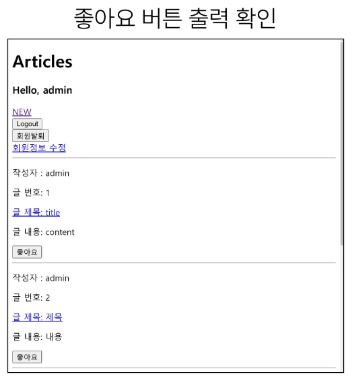 좋아요 버튼 출력 확인
Articles
Hello, admin
NEW
Logout
회원탈퇴
회원정보 수정
작성자 : admin
글 번호: 1
글 제목: title
글 내용: content
좋아요
작성자 : admin
글 번호: 2
글 제목: 제목
글 내용: 내용
좋아요